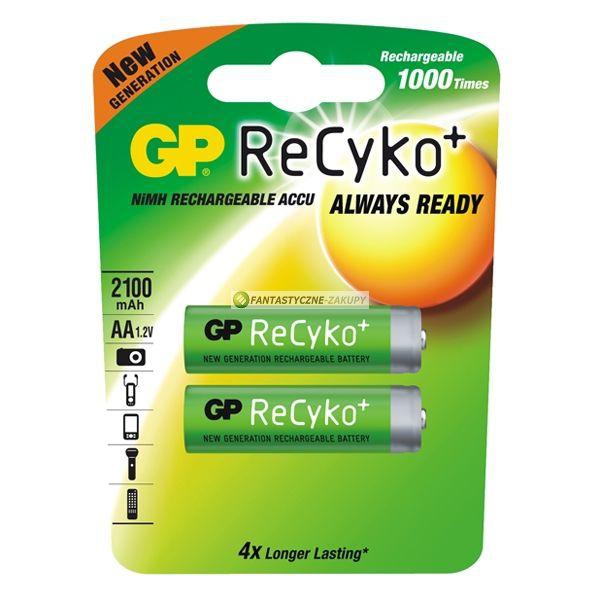 New
GENERATION
Rechargeable
1000 Times
GP® ReCyko+
NiMH RECHARGEABLE ACCU
ALWAYS READY
2100
mAh
AA 1.2V
FANTASTYCZNE-ZAKUPY
GP ReCyko+
NEW GENERATION RECHARGEABLE BATTERY
GP ReCyko+
NEW GENERATION RECHARGEABLE BATTERY
4x Longer Lasting*